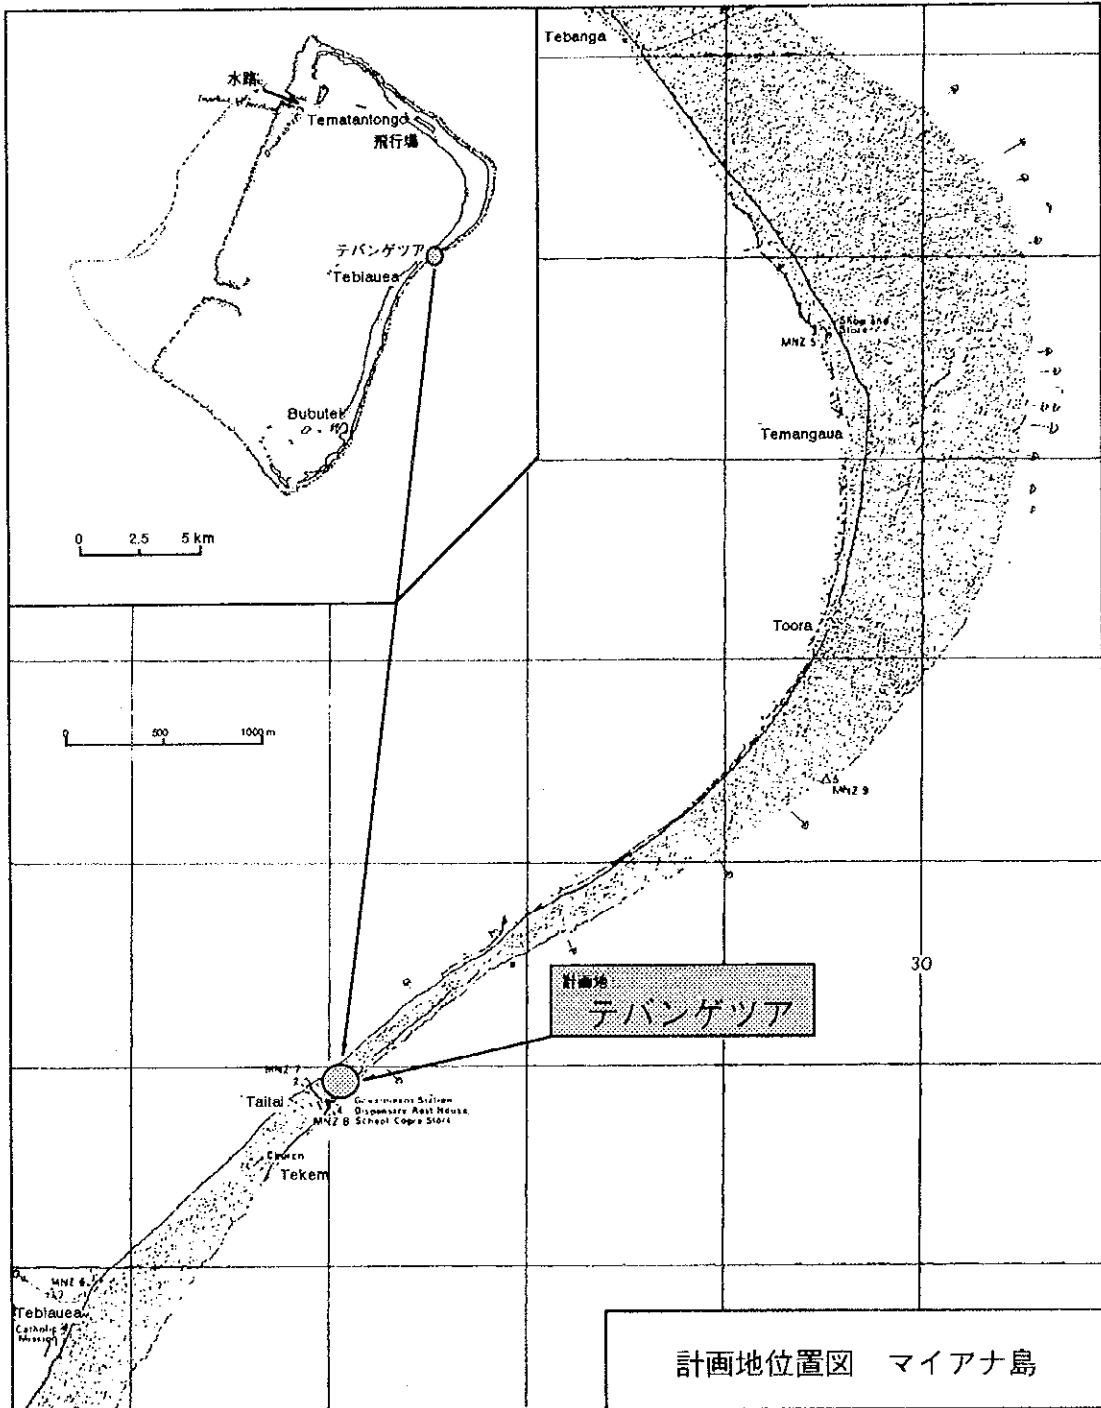 水路
Tematantongo
飛行場
テバンゲツア
Teblauea
Bubutei
0 2.5 5 km
Tebanga
MNZ 5
Store
Temangaua
Toora
0 500 1000 m
MNZ 9
30
計画地
テバンゲツア
MNZ 7
Taitai
Government Station
Dispensary Rest House
MNZ 8 School Copra Store
Church
Tekem
MNZ 6
Teblauea
Catholic
Mission
計画地位置図 マイアナ島